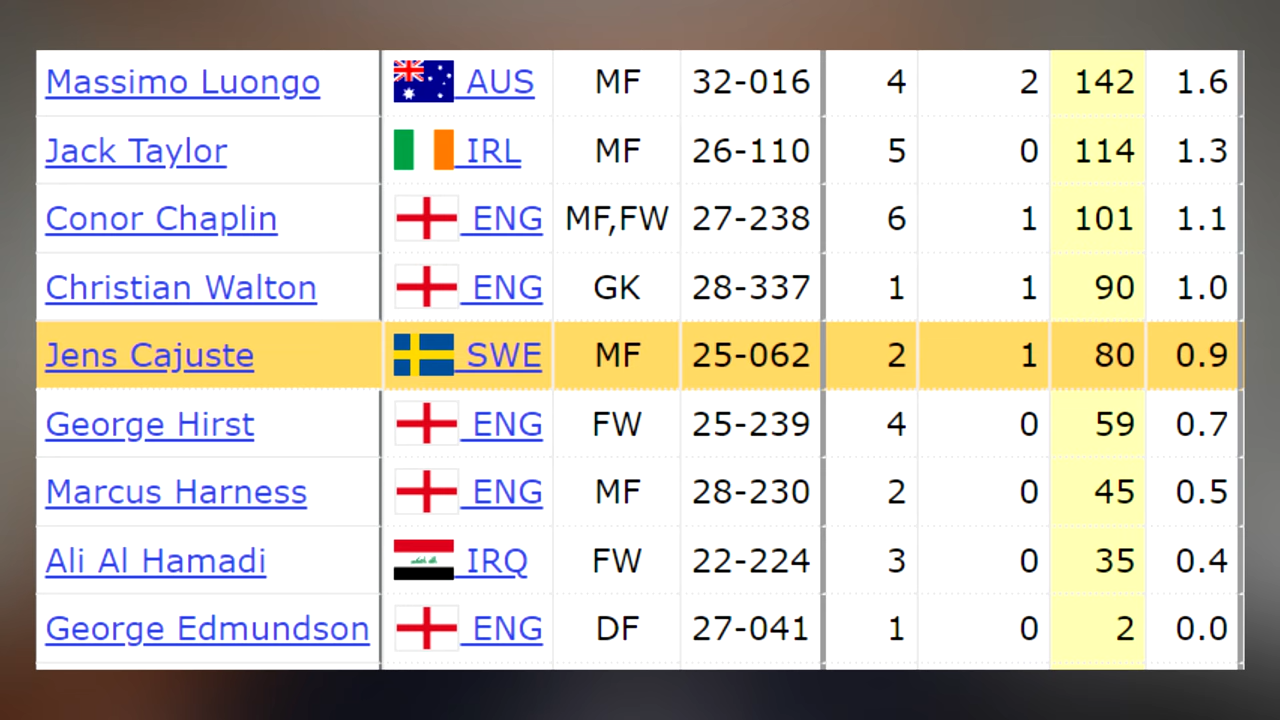 Massimo Luongo AUS MF 32-016 4 2 142 1.6
Jack Taylor IRL MF 26-110 5 0 114 1.3
Conor Chaplin ENG MF,FW 27-238 6 1 101 1.1
Christian Walton ENG GK 28-337 1 1 90 1.0
Jens Cajuste SWE MF 25-062 2 1 80 0.9
George Hirst ENG FW 25-239 4 0 59 0.7
Marcus Harness ENG MF 28-230 2 0 45 0.5
Ali Al Hamadi IRQ FW 22-224 3 0 35 0.4
George Edmundson ENG DF 27-041 1 0 2 0.0